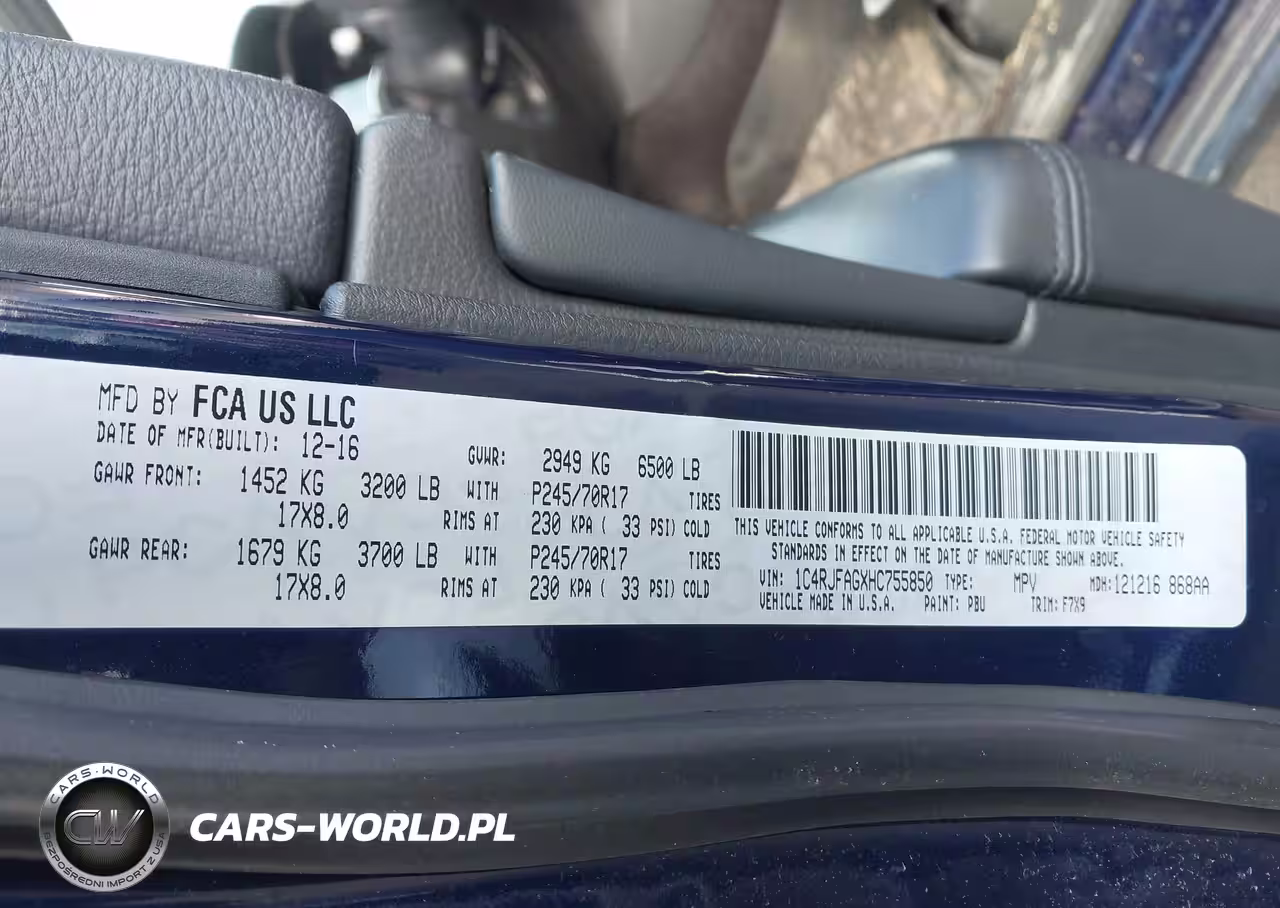 MFD BY FCA US LLC
DATE OF MFR(BUILT): 12-16
GVWR: 2949 KG 6500 LB
GAWR FRONT: 1452 KG 3200 LB WITH P245/70R17 TIRES
17X8.0 RIMS AT 230 KPA ( 33 PSI) COLD
GAWR REAR: 1679 KG 3700 LB WITH P245/70R17 TIRES
17X8.0 RIMS AT 230 KPA ( 33 PSI) COLD
THIS VEHICLE CONFORMS TO ALL APPLICABLE U.S.A. FEDERAL MOTOR VEHICLE SAFETY
STANDARDS IN EFFECT ON THE DATE OF MANUFACTURE SHOWN ABOVE.
VIN: 1C4RJFAGXHC755850 TYPE: MPV MDH:121216 868AA
VEHICLE MADE IN U.S.A. PAINT: PBU TRIM: F7X9
CARS-WORLD
CW
BEZPOŚREDNI IMPORT Z USA
CARS-WORLD.PL